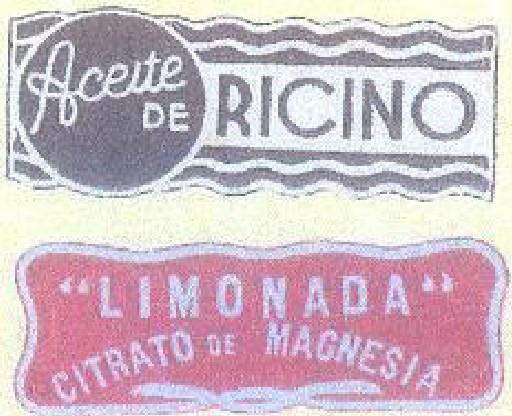 Aceite
DE RICINO
"LIMONADA"
CITRATO DE MAGNESIA